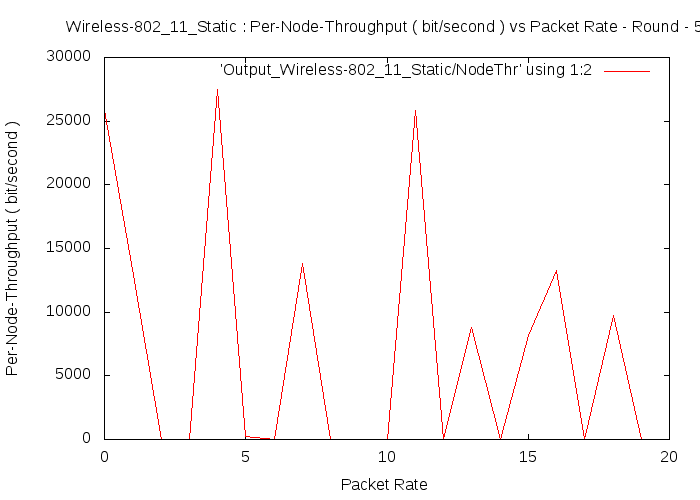 Wireless-802_11_Static : Per-Node-Throughput ( bit/second ) vs Packet Rate - Round - 5
30000
'Output_Wireless-802_11_Static/NodeThr' using 1:2
25000
20000
15000
10000
5000
0
Per-Node-Throughput ( bit/second )
0 5 10 15 20
Packet Rate